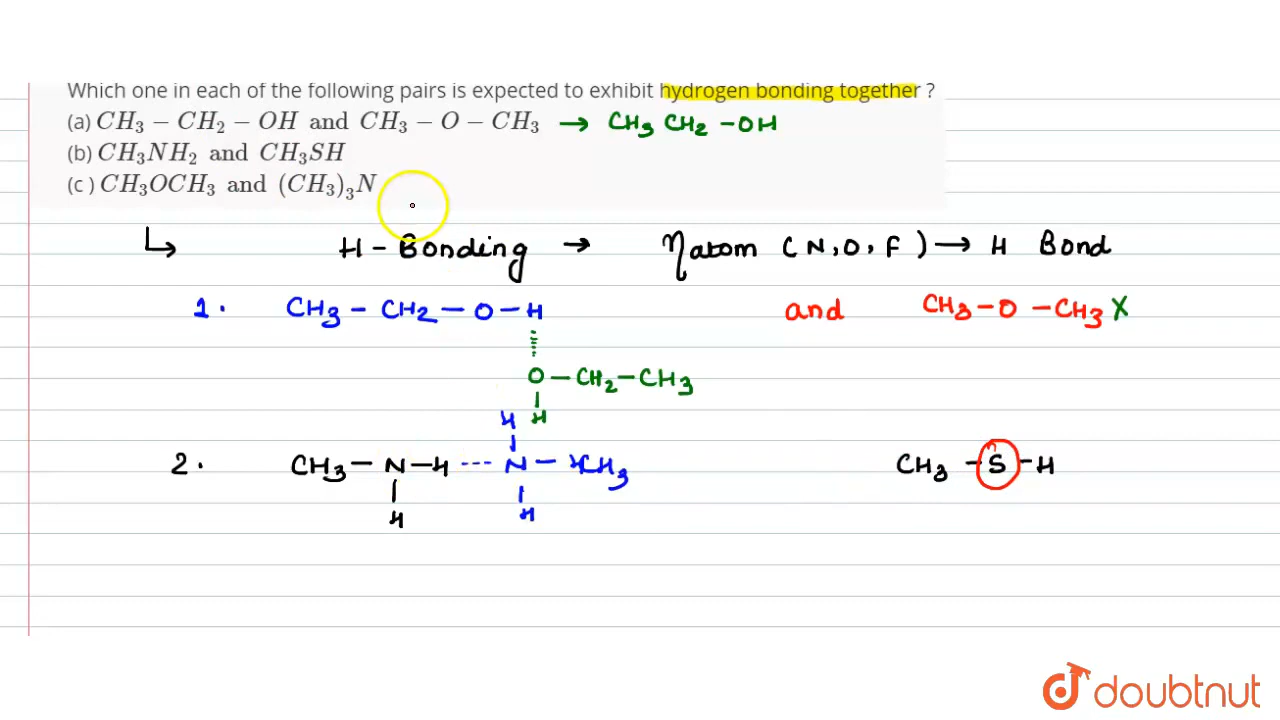 Which one in each of the following pairs is expected to exhibit hydrogen bonding together ?
(a) CH₃ − CH₂ − OH and CH₃ − O − CH₃ → CH₃ CH₂ − OH
(b) CH₃NH₂ and CH₃SH
(c ) CH₃OCH₃ and (CH₃)₃N
↳ H - Bonding → ηatom ( N, O, F ) → H Bond
1. CH₃ − CH₂ − O − H and CH₃ − O − CH₃ X
O − CH₂ − CH₃
H H
2. CH₃ − N − H --- N − CH₃ CH₃ − S − H
H H
doubtnut